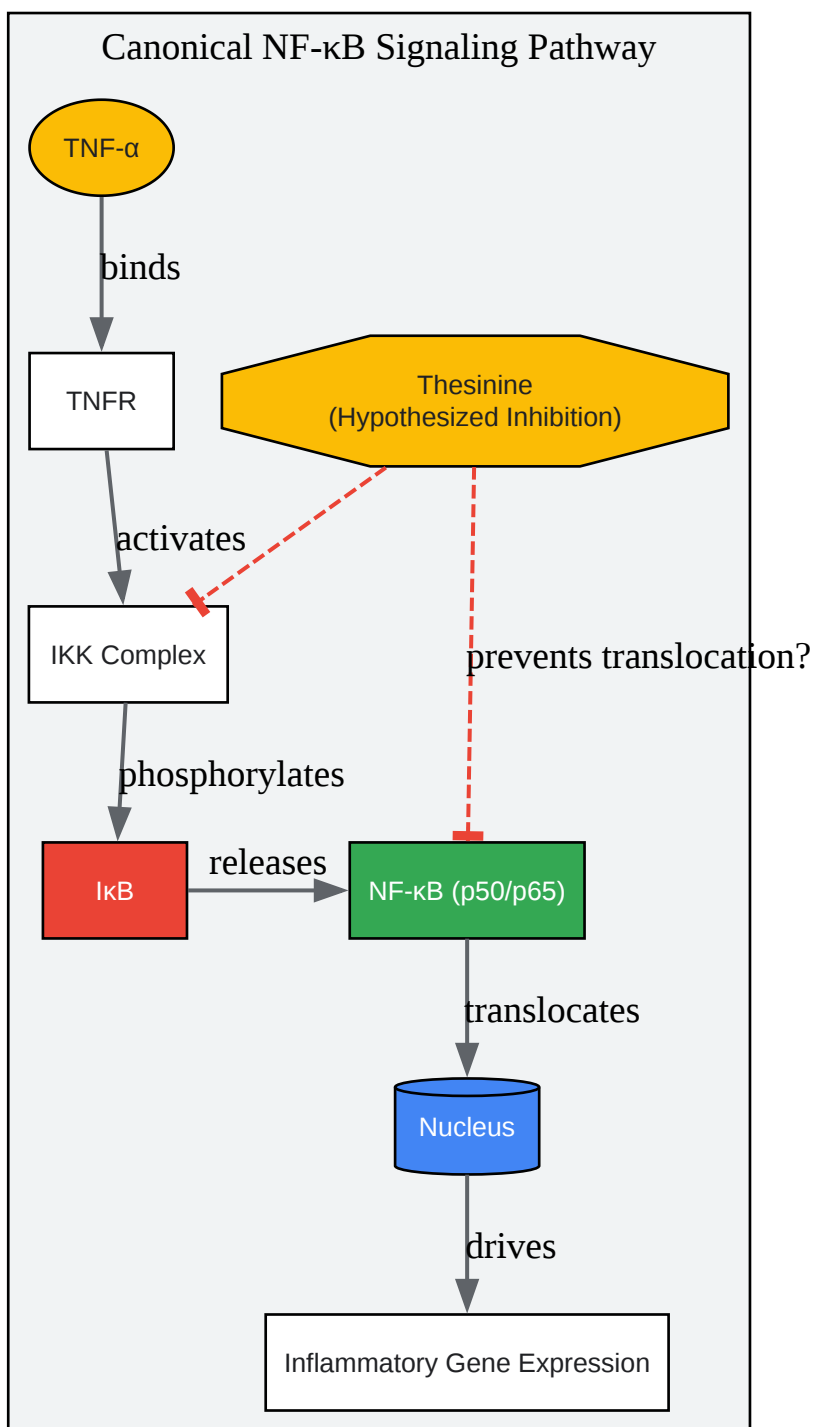 Canonical NF-κB Signaling Pathway
TNF-α
binds
TNFR
Thesinine
(Hypothesized Inhibition)
activates
IKK Complex
prevents translocation?
phosphorylates
IκB
releases
NF-κB (p50/p65)
translocates
Nucleus
drives
Inflammatory Gene Expression